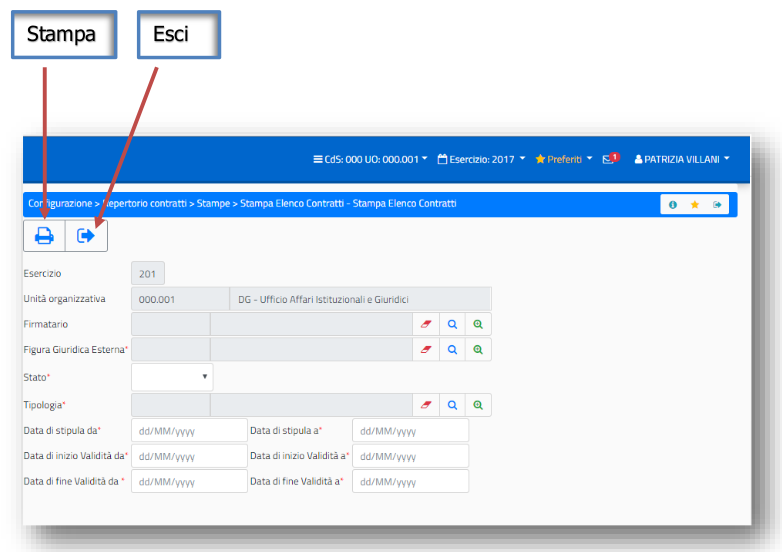 Stampa Esci
CdS: 000 UO: 000.001 Esercizio: 2017 Preferiti 1 PATRIZIA VILLANI
Configurazione > Repertorio contratti > Stampe > Stampa Elenco Contratti - Stampa Elenco Contratti
Esercizio 201
Unità organizzativa 000.001 DG - Ufficio Affari Istituzionali e Giuridici
Firmatario
Figura Giuridica Esterna*
Stato*
Tipologia*
Data di stipula da* dd/MM/yyyy Data di stipula a* dd/MM/yyyy
Data di inizio Validità da* dd/MM/yyyy Data di inizio Validità a* dd/MM/yyyy
Data di fine Validità da * dd/MM/yyyy Data di fine Validità a* dd/MM/yyyy